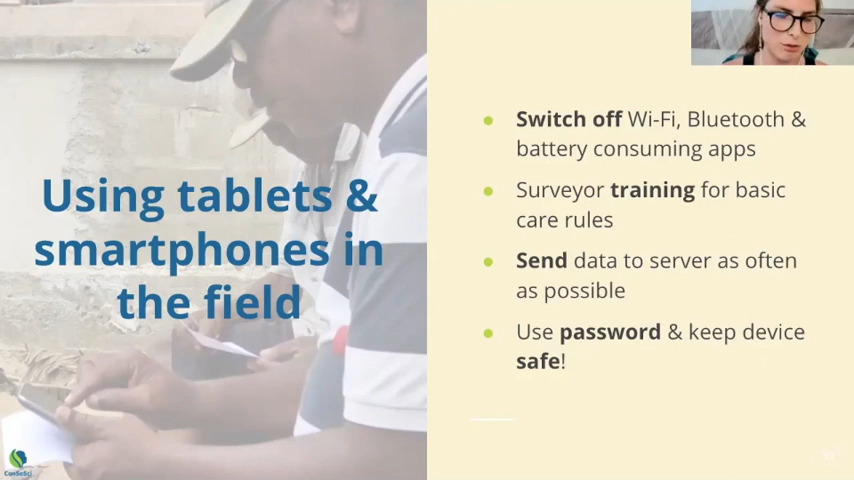 Using tablets &
smartphones in
the field
● Switch off Wi-Fi, Bluetooth &
battery consuming apps
● Surveyor training for basic
care rules
● Send data to server as often
as possible
● Use password & keep device
safe!
ConSoSci